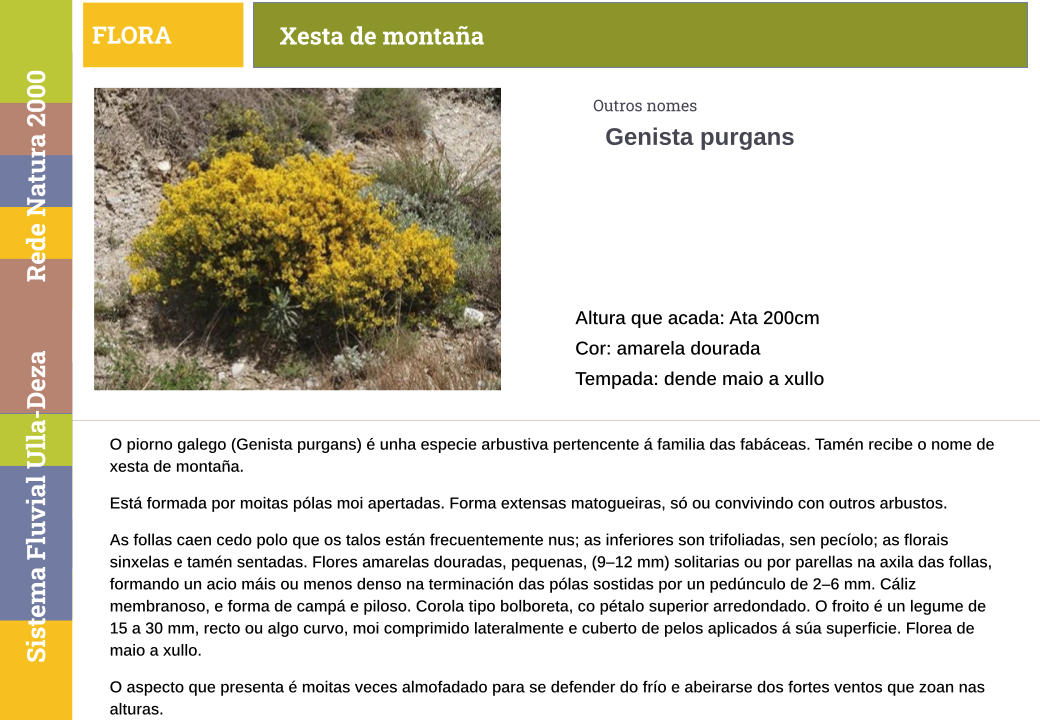 FLORA
Xesta de montaña
Rede Natura 2000
Sistema Fluvial Ulla-Deza
Outros nomes
Genista purgans
Altura que acada: Ata 200cm
Cor: amarela dourada
Tempada: dende maio a xullo
O piorno galego (Genista purgans) é unha especie arbustiva pertencente á familia das fabáceas. Tamén recibe o nome de
xesta de montaña.
Está formada por moitas pólas moi apertadas. Forma extensas matogueiras, só ou convivindo con outros arbustos.
As follas caen cedo polo que os talos están frecuentemente nus; as inferiores son trifoliadas, sen pecíolo; as florais
sinxelas e tamén sentadas. Flores amarelas douradas, pequenas, (9–12 mm) solitarias ou por parellas na axila das follas,
formando un acio máis ou menos denso na terminación das pólas sostidas por un pedúnculo de 2–6 mm. Cáliz
membranoso, e forma de campá e piloso. Corola tipo bolboreta, co pétalo superior arredondado. O froito é un legume de
15 a 30 mm, recto ou algo curvo, moi comprimido lateralmente e cuberto de pelos aplicados á súa superficie. Florea de
maio a xullo.
O aspecto que presenta é moitas veces almofadado para se defender do frío e abeirarse dos fortes ventos que zoan nas
alturas.